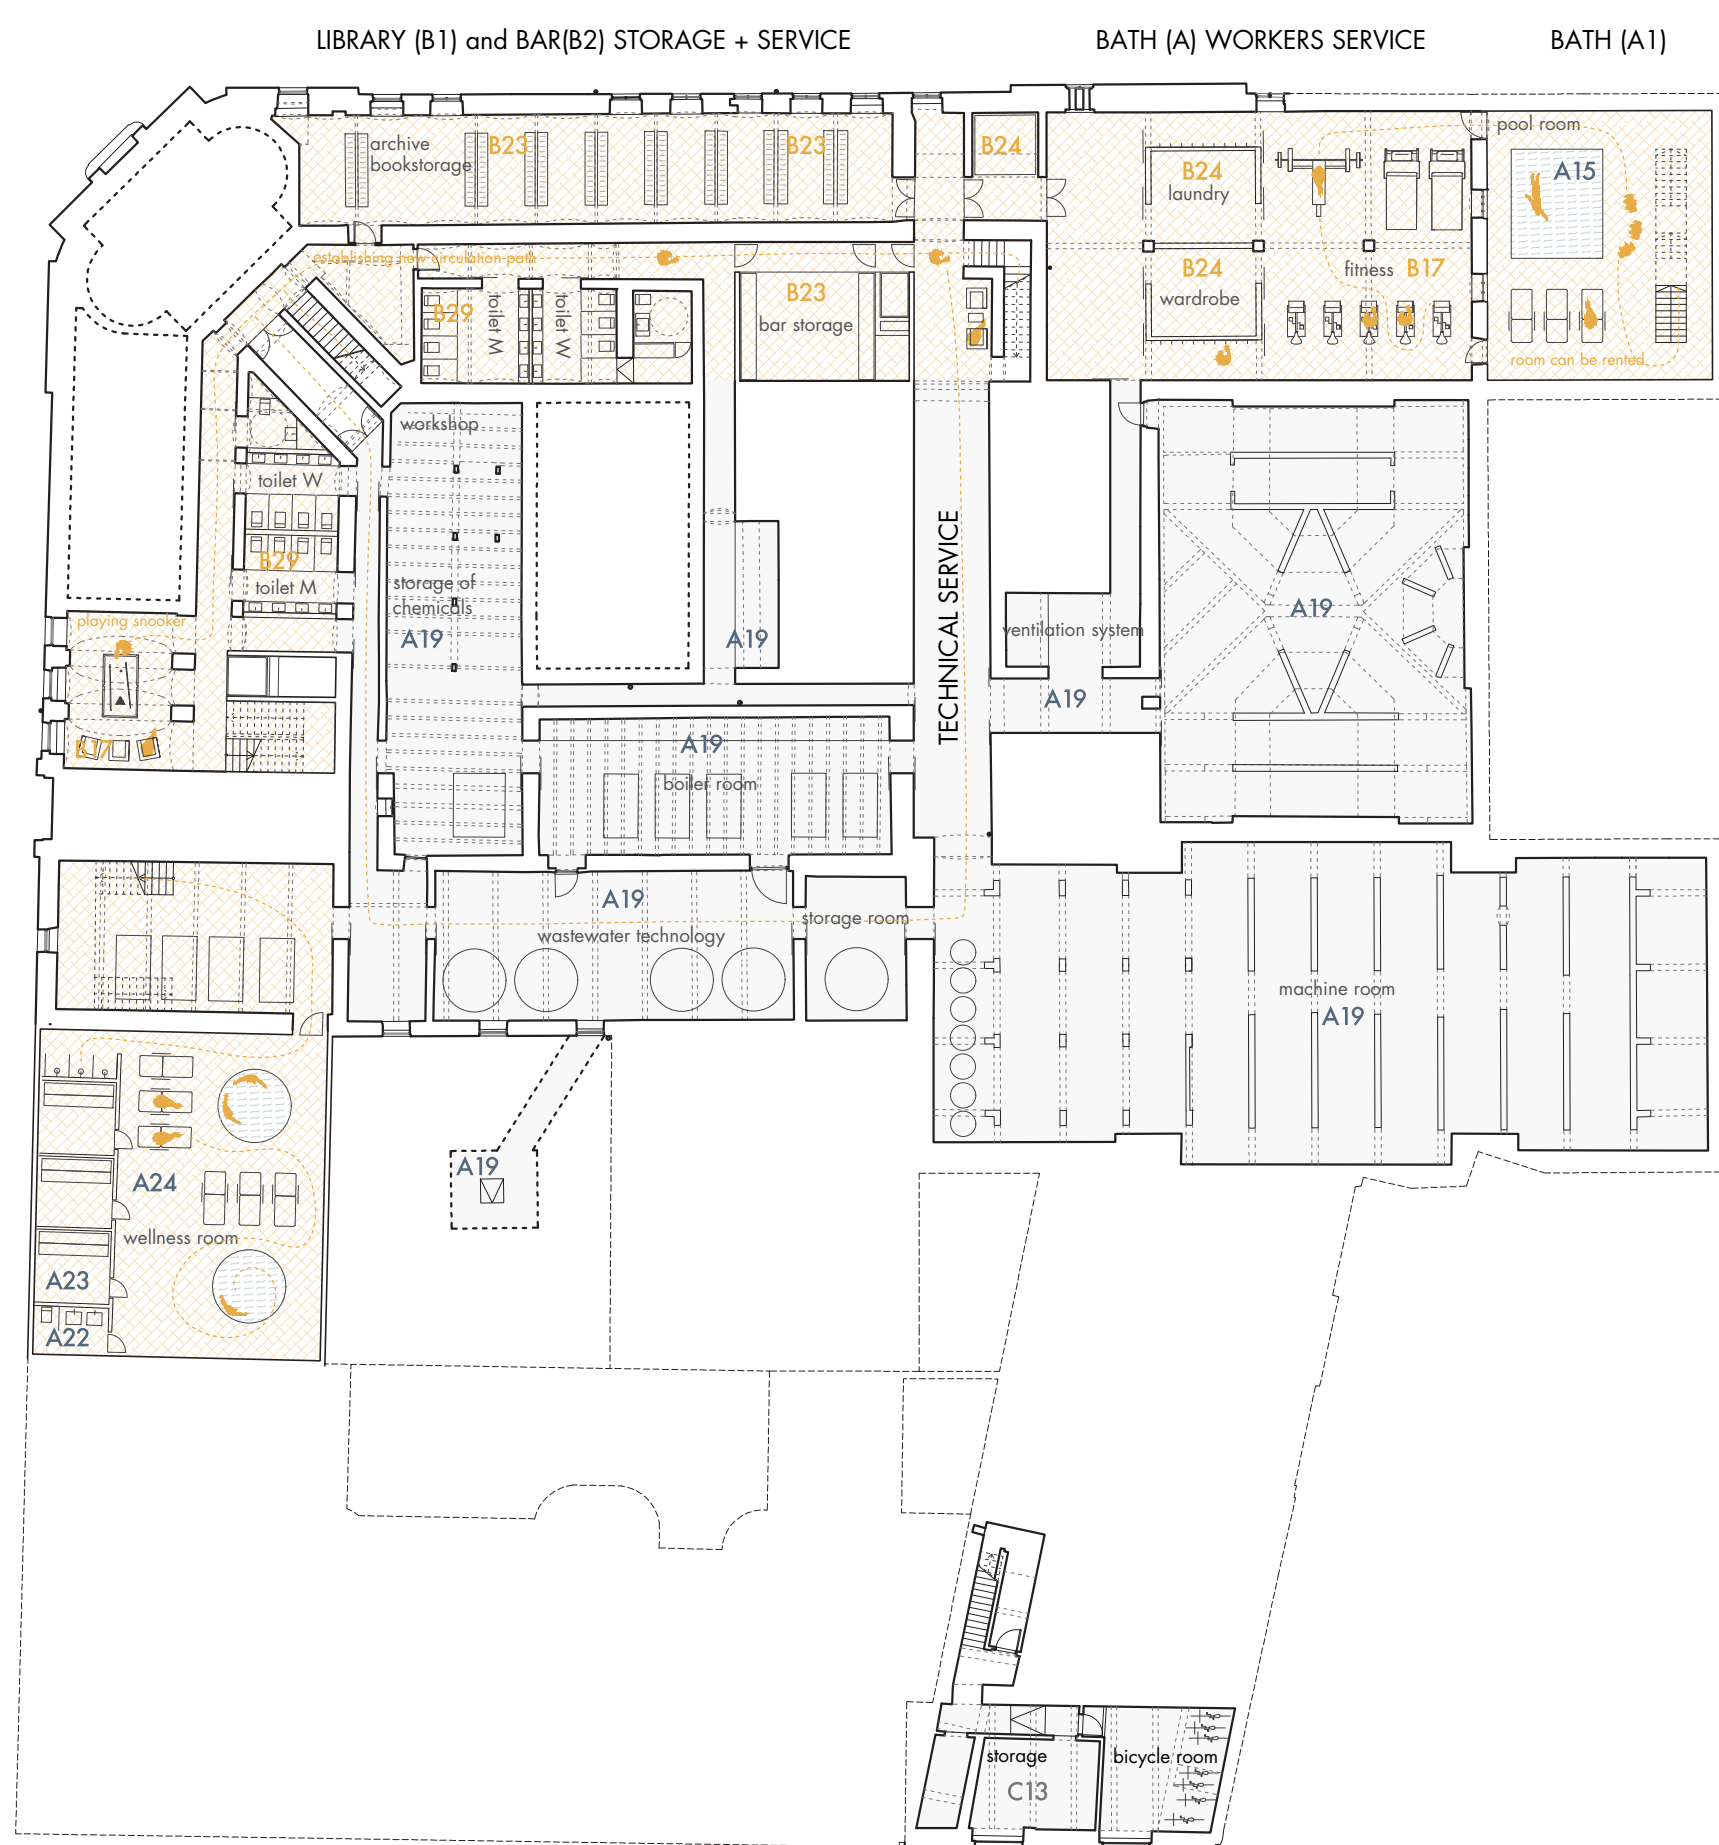 LIBRARY (B1) and BAR(B2) STORAGE + SERVICE
BATH (A) WORKERS SERVICE
BATH (A1)
archive
bookstorage
B23
B23
B24
B24
laundry
pool room
A15
establishing new circulation path
B29
toilet M
toilet W
B23
bar storage
B24
wardrobe
fitness
B17
room can be rented
workshop
toilet W
B29
toilet M
storage of
chemicals
A19
A19
TECHNICAL SERVICE
ventilation system
A19
A19
playing snooker
B17
A19
boiler room
A19
wastewater technology
storage room
machine room
A19
A24
wellness room
A23
A22
A19
storage
C13
bicycle room